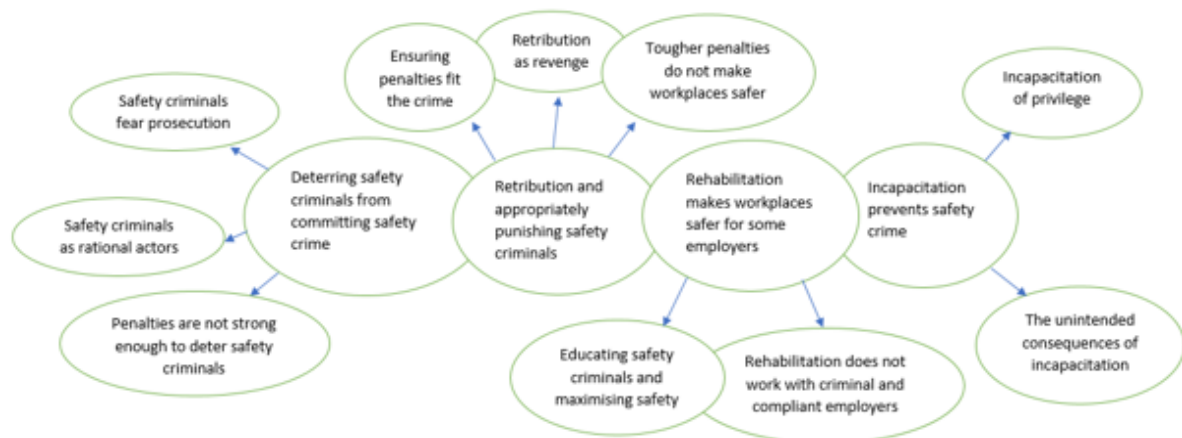 Ensuring
penalties fit
the crime
Retribution
as revenge
Tougher penalties
do not make
workplaces safer
Incapacitation
of privilege
Safety criminals
fear prosecution
Deterring safety
criminals from
committing safety
crime
Retribution and
appropriately
punishing safety
criminals
Rehabilitation
makes workplaces
safer for some
employers
Incapacitation
prevents safety
crime
Safety criminals
as rational actors
Penalties are not strong
enough to deter safety
criminals
Educating safety
criminals and
maximising safety
Rehabilitation does not
work with criminal and
compliant employers
The unintended
consequences of
incapacitation